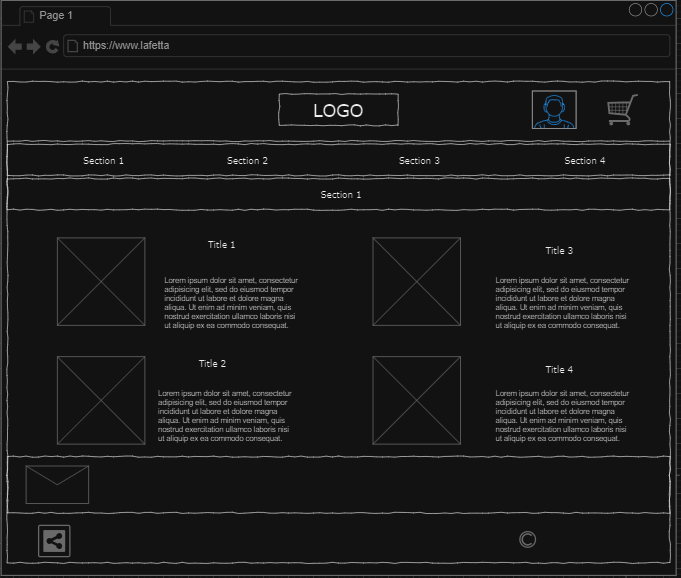 Page 1
https://www.lafetta
LOGO
Section 1
Section 2
Section 3
Section 4
Section 1
Title 1
Lorem ipsum dolor sit amet, consectetur
adipisicing elit, sed do eiusmod tempor
incididunt ut labore et dolore magna
aliqua. Ut enim ad minim veniam, quis
nostrud exercitation ullamco laboris nisi
ut aliquip ex ea commodo consequat.
Title 3
Lorem ipsum dolor sit amet, consectetur
adipisicing elit, sed do eiusmod tempor
incididunt ut labore et dolore magna
aliqua. Ut enim ad minim veniam, quis
nostrud exercitation ullamco laboris nisi
ut aliquip ex ea commodo consequat.
Title 2
Lorem ipsum dolor sit amet, consectetur
adipisicing elit, sed do eiusmod tempor
incididunt ut labore et dolore magna
aliqua. Ut enim ad minim veniam, quis
nostrud exercitation ullamco laboris nisi
ut aliquip ex ea commodo consequat.
Title 4
Lorem ipsum dolor sit amet, consectetur
adipisicing elit, sed do eiusmod tempor
incididunt ut labore et dolore magna
aliqua. Ut enim ad minim veniam, quis
nostrud exercitation ullamco laboris nisi
ut aliquip ex ea commodo consequat.
©